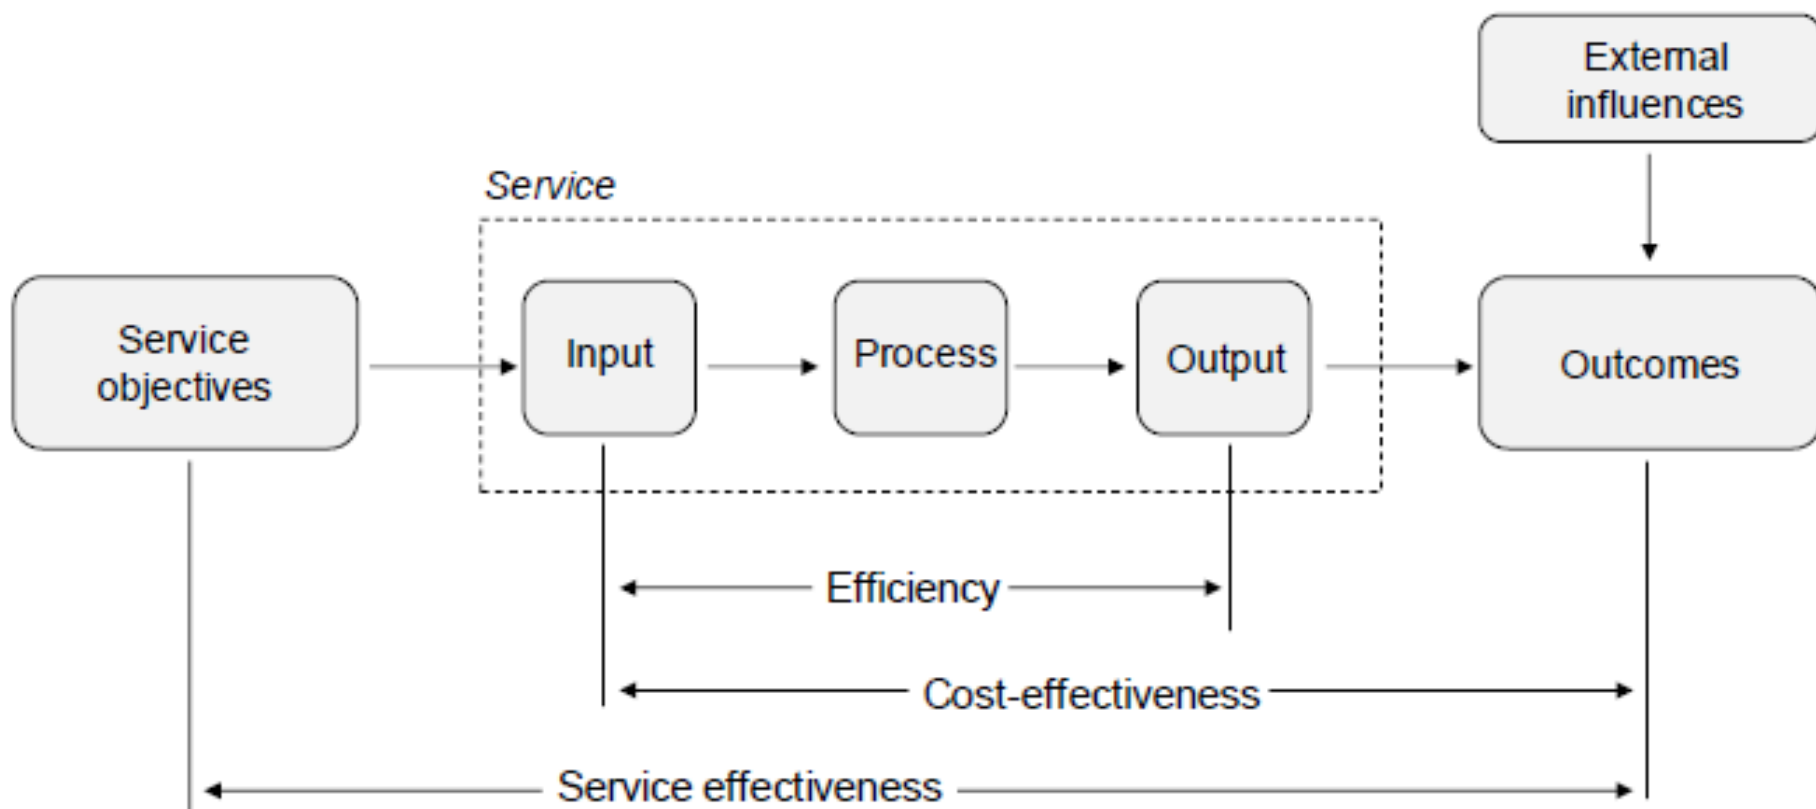 External
influences
Service
Service
objectives
Input
Process
Output
Outcomes
Efficiency
Cost-effectiveness
Service effectiveness